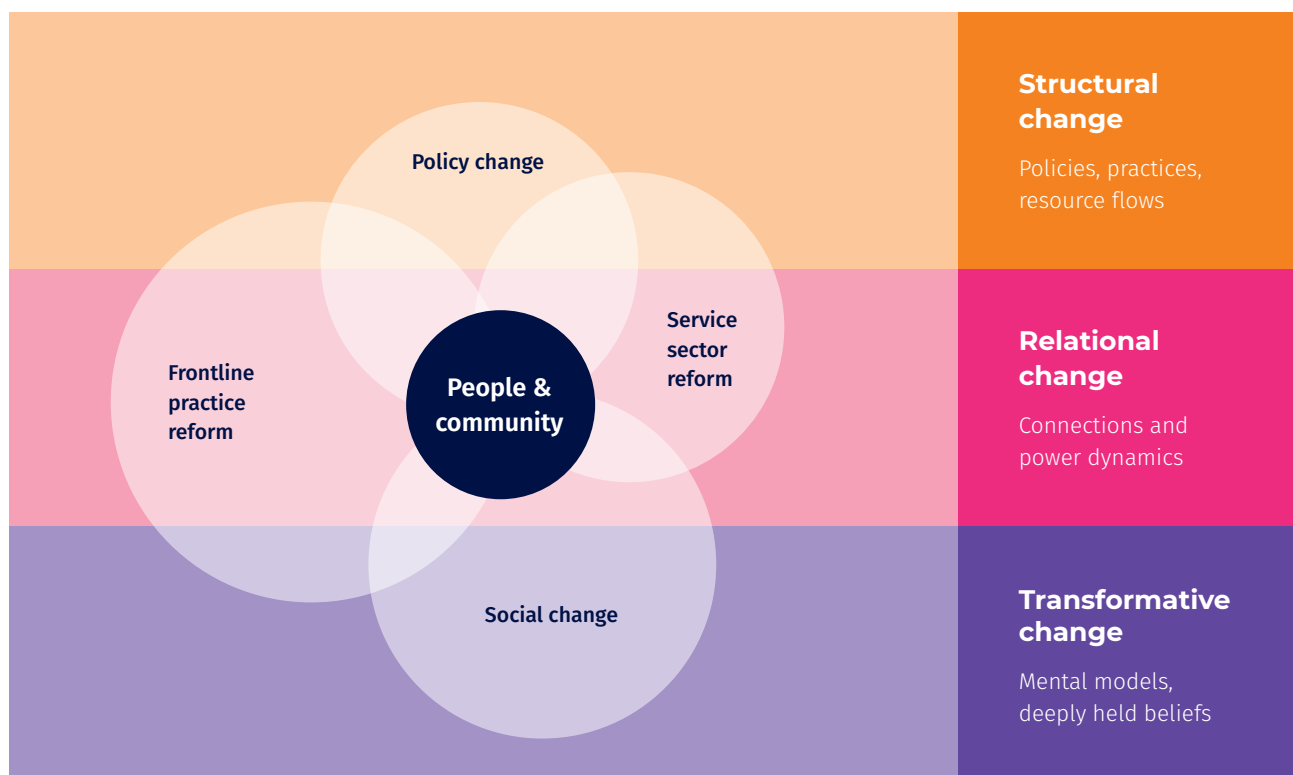 Policy change
Frontline
practice
reform
People &
community
Service
sector
reform
Social change
Structural
change
Policies, practices,
resource flows
Relational
change
Connections and
power dynamics
Transformative
change
Mental models,
deeply held beliefs